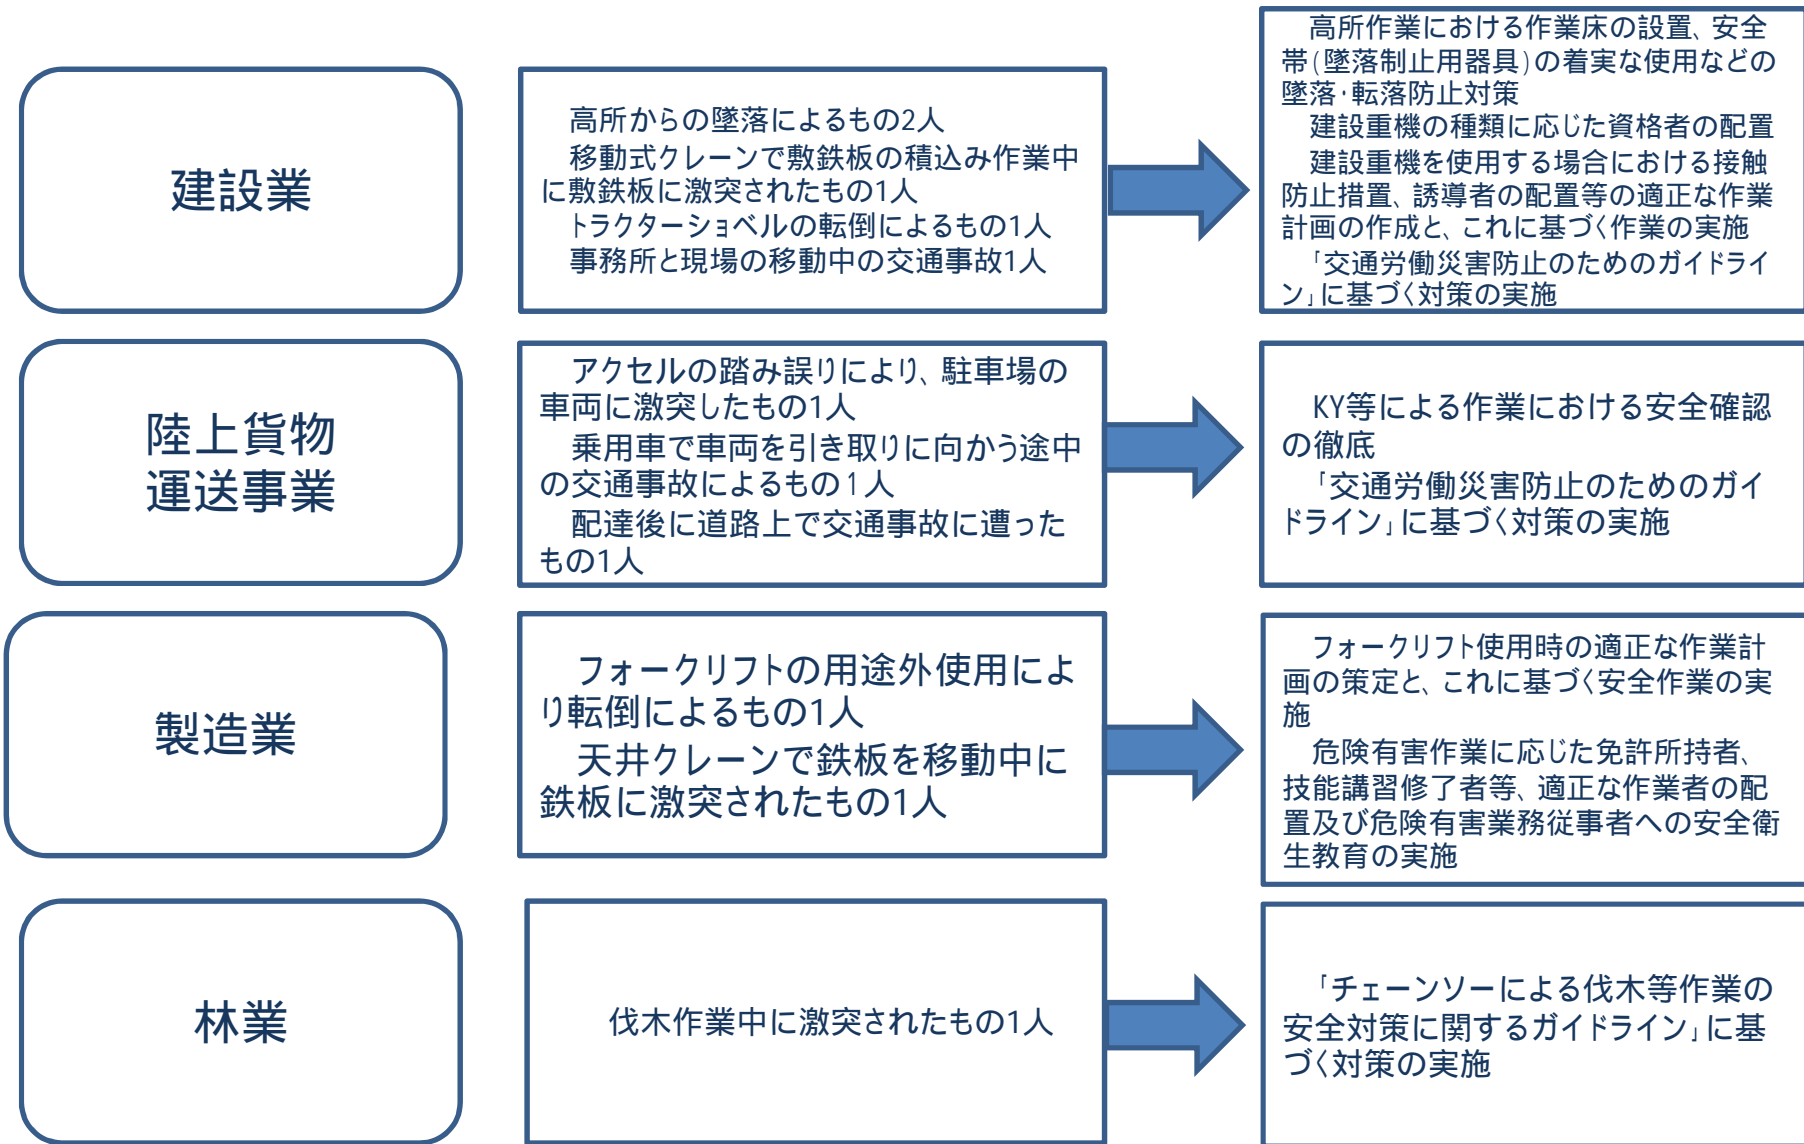 建設業
高所からの墜落によるもの2人
移動式クレーンで敷鉄板の積込み作業中
に敷鉄板に激突されたもの1人
トラクターショベルの転倒によるもの1人
事務所と現場の移動中の交通事故1人
高所作業における作業床の設置、安全
帯(墜落制止用器具)の着実な使用などの
墜落・転落防止対策
建設重機の種類に応じた資格者の配置
建設重機を使用する場合における接触
防止措置、誘導者の配置等の適正な作業
計画の作成と、これに基づく作業の実施
「交通労働災害防止のためのガイドライ
ン」に基づく対策の実施
陸上貨物
運送事業
アクセルの踏み誤りにより、駐車場の
車両に激突したもの1人
乗用車で車両を引き取りに向かう途中
の交通事故によるもの1人
配達後に道路上で交通事故に遭った
もの1人
KY等による作業における安全確認
の徹底
「交通労働災害防止のためのガイ
ドライン」に基づく対策の実施
製造業
フォークリフトの用途外使用によ
り転倒によるもの1人
天井クレーンで鉄板を移動中に
鉄板に激突されたもの1人
フォークリフト使用時の適正な作業計
画の策定と、これに基づく安全作業の実
施
危険有害作業に応じた免許所持者、
技能講習修了者等、適正な作業者の配
置及び危険有害業務従事者への安全衛
生教育の実施
林業
伐木作業中に激突されたもの1人
「チェーンソーによる伐木等作業の
安全対策に関するガイドライン」に基
づく対策の実施